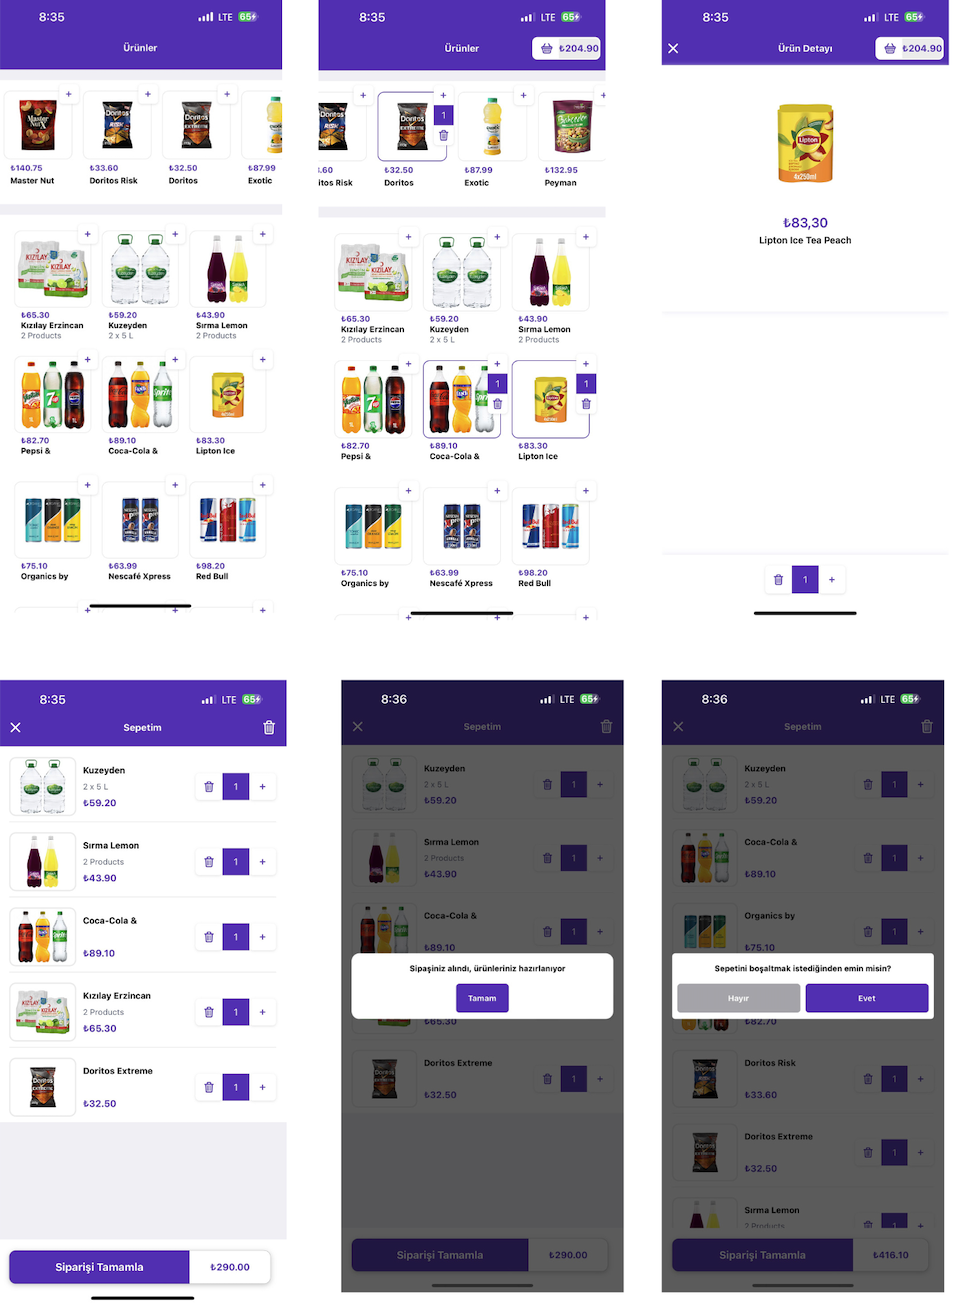 8:35
LTE
65
Ürünler
+
+
+
₺140.75
₺33.60
₺32.50
₺87.99
Master Nut
Doritos Risk
Doritos
Exotic
+
+
+
₺65.30
₺59.20
₺43.90
Kızılay Erzincan
Kuzeyden
Sırma Lemon
2 Products
2 x 5 L
2 Products
+
+
+
₺82.70
₺89.10
₺83.30
Pepsi &
Coca-Cola &
Lipton Ice
+
+
+
₺75.10
₺63.99
₺98.20
Organics by
Nescafé Xpress
Red Bull
+
+
+
8:35
LTE
65
Ürünler
₺204.90
+
+
+
+
1
3.60
₺32.50
₺87.99
₺132.95
itos Risk
Doritos
Exotic
Peyman
+
+
+
₺65.30
₺59.20
₺43.90
Kızılay Erzincan
Kuzeyden
Sırma Lemon
2 Products
2 x 5 L
2 Products
+
+
+
1
1
₺82.70
₺89.10
₺83.30
Pepsi &
Coca-Cola &
Lipton Ice
+
+
+
₺75.10
₺63.99
₺98.20
Organics by
Nescafé Xpress
Red Bull
+
+
+
8:35
LTE
65
Ürün Detayı
₺204.90
Lipton
4x250ml
₺83,30
Lipton Ice Tea Peach
1
+
8:35
LTE
65
Sepetim
Kuzeyden
2 x 5 L
₺59.20
1
+
Sırma Lemon
2 Products
₺43.90
1
+
Coca-Cola &
₺89.10
1
+
Kızılay Erzincan
2 Products
₺65.30
1
+
Doritos Extreme
₺32.50
1
+
Siparişi Tamamla
₺290.00
8:36
LTE
65
Sepetim
Kuzeyden
2 x 5 L
₺59.20
1
+
Sırma Lemon
2 Products
₺43.90
1
+
Coca-Cola &
₺89.10
1
+
Sipaşiniz alındı, ürünleriniz hazırlanıyor
Tamam
₺65.30
Doritos Extreme
₺32.50
1
+
Siparişi Tamamla
₺290.00
8:36
LTE
65
Sepetim
Kuzeyden
2 x 5 L
₺59.20
1
+
Coca-Cola &
₺89.10
1
+
Organics by
₺75.10
1
+
Sepetini boşaltmak istediğinden emin misin?
Hayır
Evet
₺82.70
Doritos Risk
₺33.60
1
+
Doritos Extreme
₺32.50
1
+
Sırma Lemon
2 Products
1
+
Siparişi Tamamla
₺416.10